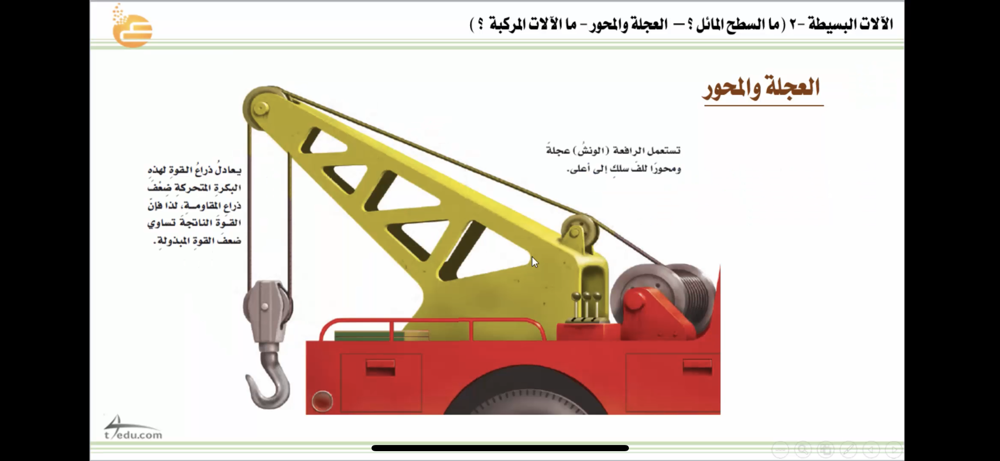 الآلات البسيطة -٢ (ما السطح المائل ؟ – العجلة والمحور - ما الآلات المركبة ؟ )
العجلة والمحور
تستعمل الرافعة (الونشُ) عجلةً
ومحورًا للفّ سلكٍ إلى أعلى.
يعادلُ ذراعُ القوةِ لهذهِ
البكرةِ المتحركةِ ضِعْفَ
ذراعِ المقاومةِ، لذا فإنّ
القوةَ الناتجةَ تساوي
ضعفَ القوةِ المبذولةِ.
t4edu.com